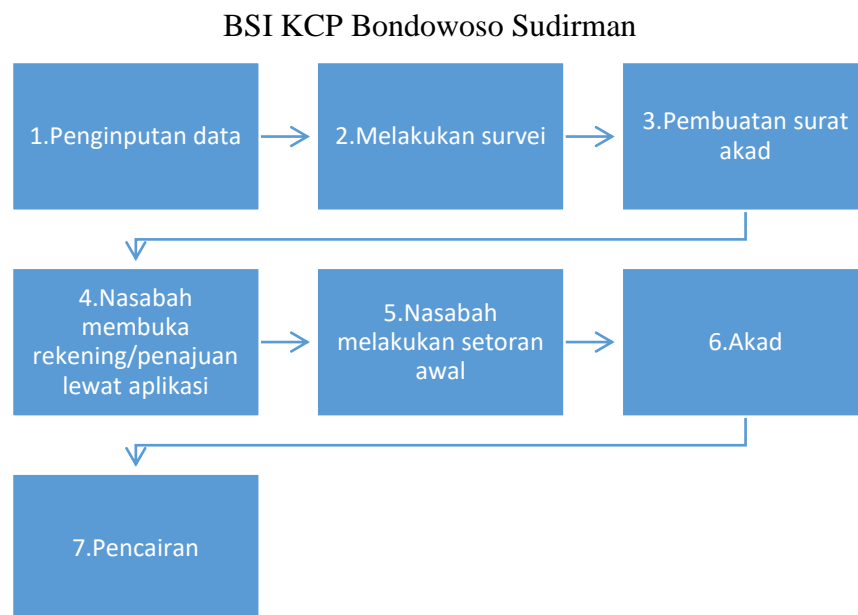 BSI KCP Bondowoso Sudirman
1.Penginputan data
2.Melakukan survei
3.Pembuatan surat
akad
4.Nasabah
membuka
rekening/penajuan
lewat aplikasi
5.Nasabah
melakukan setoran
awal
6.Akad
7.Pencairan